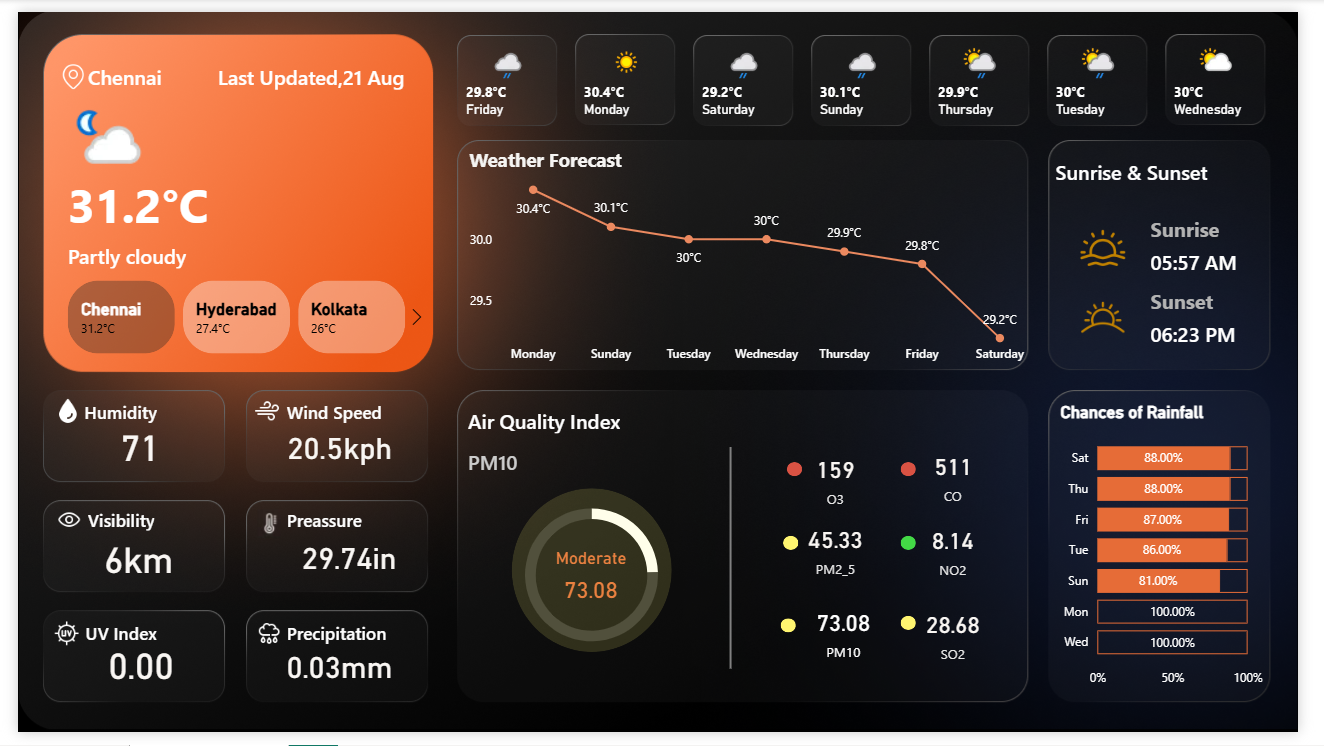 Chennai
Last Updated,21 Aug
31.2°C
Partly cloudy
Chennai
31.2°C
Hyderabad
27.4°C
Kolkata
26°C
29.8°C
Friday
30.4°C
Monday
29.2°C
Saturday
30.1°C
Sunday
29.9°C
Thursday
30°C
Tuesday
30°C
Wednesday
Weather Forecast
30.0
29.5
30.4°C
30.1°C
30°C
30°C
29.9°C
29.8°C
29.2°C
Monday
Sunday
Tuesday
Wednesday
Thursday
Friday
Saturday
Sunrise & Sunset
Sunrise
05:57 AM
Sunset
06:23 PM
Humidity
71
Wind Speed
20.5kph
Visibility
6km
Preassure
29.74in
UV
UV Index
0.00
Precipitation
0.03mm
Air Quality Index
PM10
Moderate
73.08
159
O3
511
CO
45.33
PM2_5
8.14
NO2
73.08
PM10
28.68
SO2
Chances of Rainfall
Sat 88.00%
Thu 88.00%
Fri 87.00%
Tue 86.00%
Sun 81.00%
Mon 100.00%
Wed 100.00%
0% 50% 100%